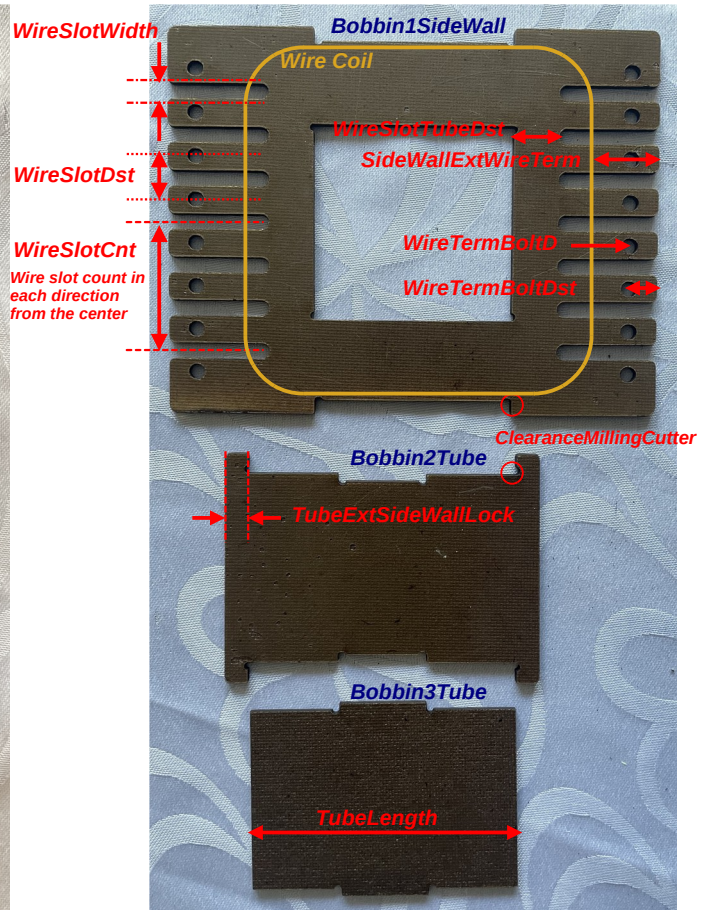 WireSlotWidth
Bobbin1SideWall
Wire Coil
WireSlotTubeDst
SideWallExtWireTerm
WireSlotDst
WireSlotCnt
Wire slot count in
each direction
from the center
WireTermBoltD
WireTermBoltDst
ClearanceMillingCutter
Bobbin2Tube
TubeExtSideWallLock
Bobbin3Tube
TubeLength